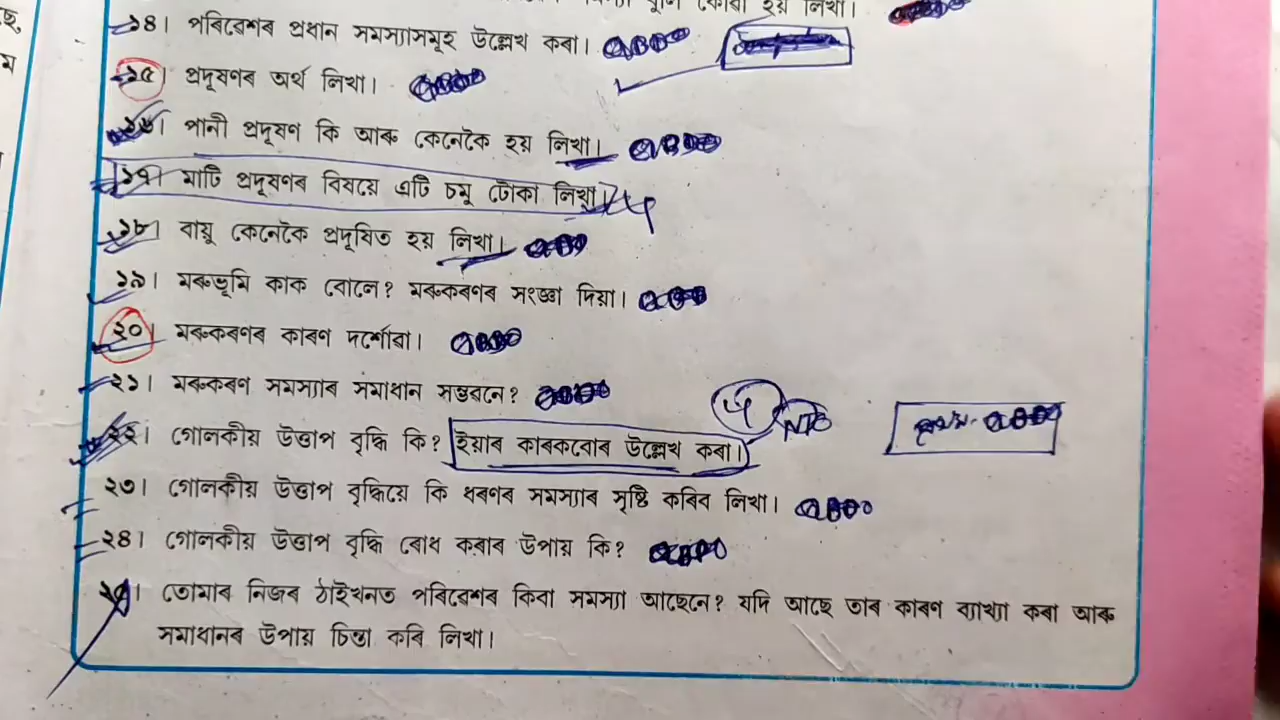 কোৱা হয় লিখা।
১৪। পৰিৱেশৰ প্ৰধান সমস্যাসমূহ উল্লেখ কৰা।
১৫। প্ৰদূষণৰ অৰ্থ লিখা।
১৬। পানী প্ৰদূষণ কি আৰু কেনেকৈ হয় লিখা।
১৭। মাটি প্ৰদূষণৰ বিষয়ে এটি চমু টোকা লিখা।
১৮। বায়ু কেনেকৈ প্ৰদূষিত হয় লিখা।
১৯। মৰুভূমি কাক বোলে? মৰুকৰণৰ সংজ্ঞা দিয়া।
২০। মৰুকৰণৰ কাৰণ দৰ্শোৱা।
২১। মৰুকৰণ সমস্যাৰ সমাধান সম্ভৱনে?
২২। গোলকীয় উত্তাপ বৃদ্ধি কি? ইয়াৰ কাৰকবোৰ উল্লেখ কৰা।
২৩। গোলকীয় উত্তাপ বৃদ্ধিয়ে কি ধৰণৰ সমস্যাৰ সৃষ্টি কৰিব লিখা।
২৪। গোলকীয় উত্তাপ বৃদ্ধি ৰোধ কৰাৰ উপায় কি?
২৫। তোমাৰ নিজৰ ঠাইখনত পৰিৱেশৰ কিবা সমস্যা আছেনে? যদি আছে তাৰ কাৰণ ব্যাখ্যা কৰা আৰু
সমাধানৰ উপায় চিন্তা কৰি লিখা।